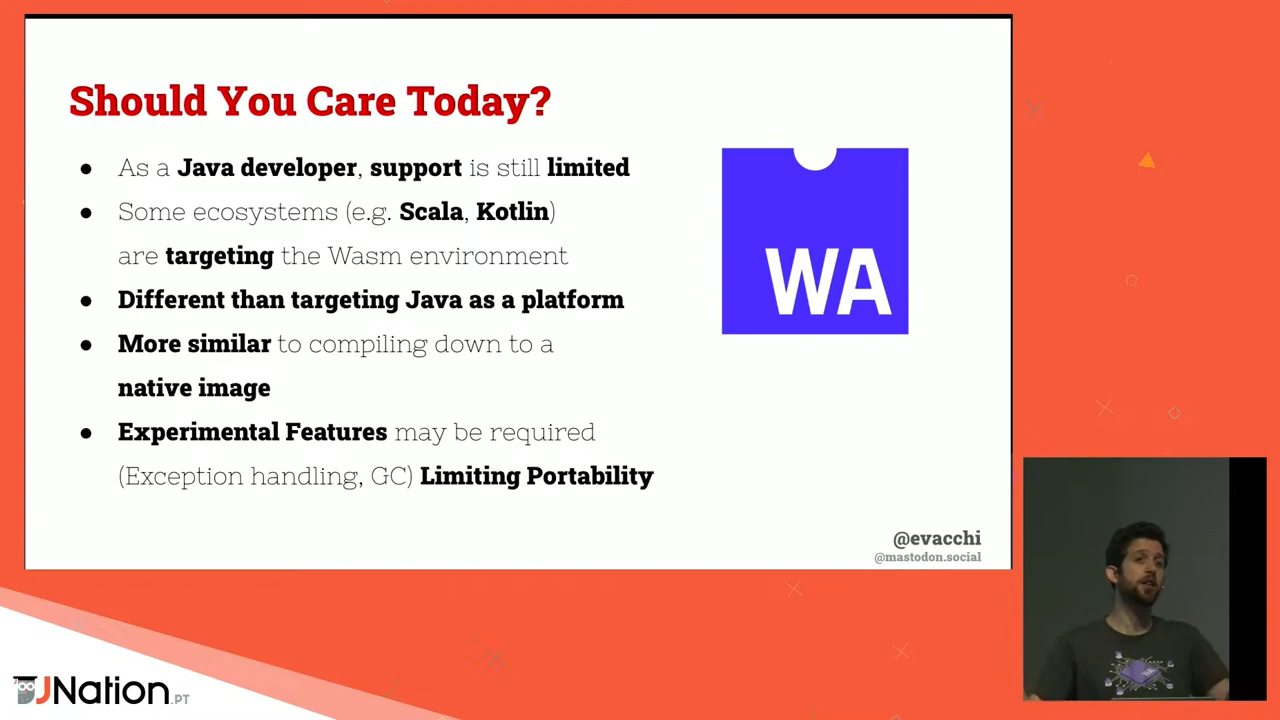 Should You Care Today?
● As a Java developer, support is still limited
● Some ecosystems (e.g. Scala, Kotlin)
are targeting the Wasm environment
● Different than targeting Java as a platform
● More similar to compiling down to a
native image
● Experimental Features may be required
(Exception handling, GC) Limiting Portability
WA
@evacchi
@mastodon.social
JNation.PT